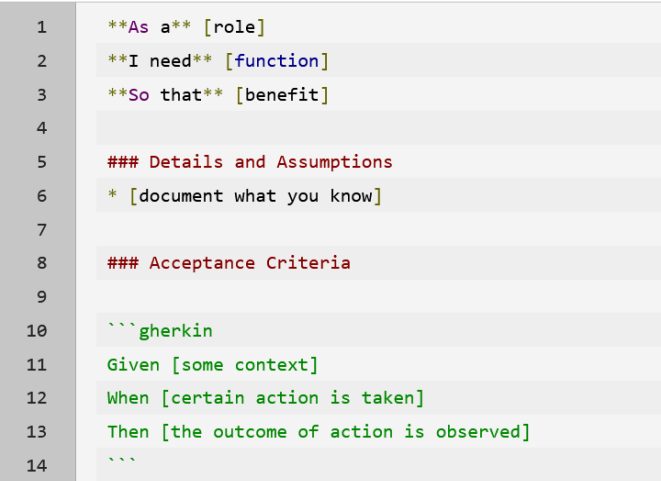 1 **As a** [role]
2 **I need** [function]
3 **So that** [benefit]
4
5 ### Details and Assumptions
6 * [document what you know]
7
8 ### Acceptance Criteria
9
10 ```gherkin
11 Given [some context]
12 When [certain action is taken]
13 Then [the outcome of action is observed]
14 ```